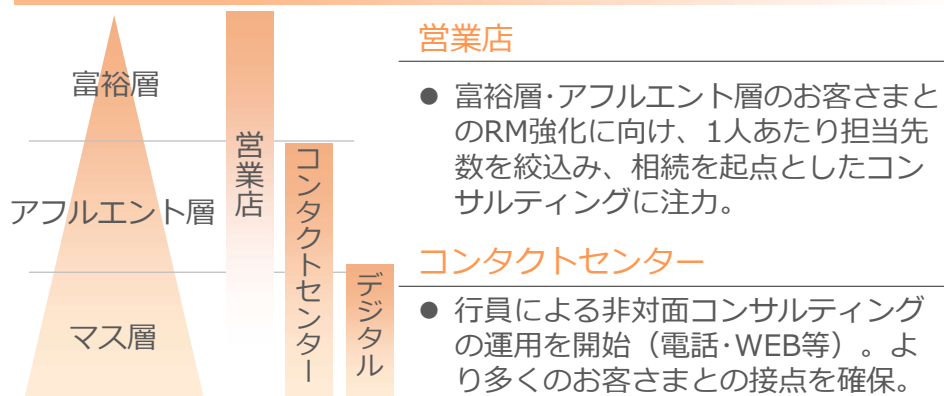 富裕層
アフルエント層
マス層
営業店
コンタクトセンター
デジタル
営業店
● 富裕層･アフルエント層のお客さまと
のRM強化に向け、1人あたり担当先
数を絞込み、相続を起点としたコン
サルティングに注力。
コンタクトセンター
● 行員による非対面コンサルティング
の運用を開始（電話･WEB等）。よ
り多くのお客さまとの接点を確保。